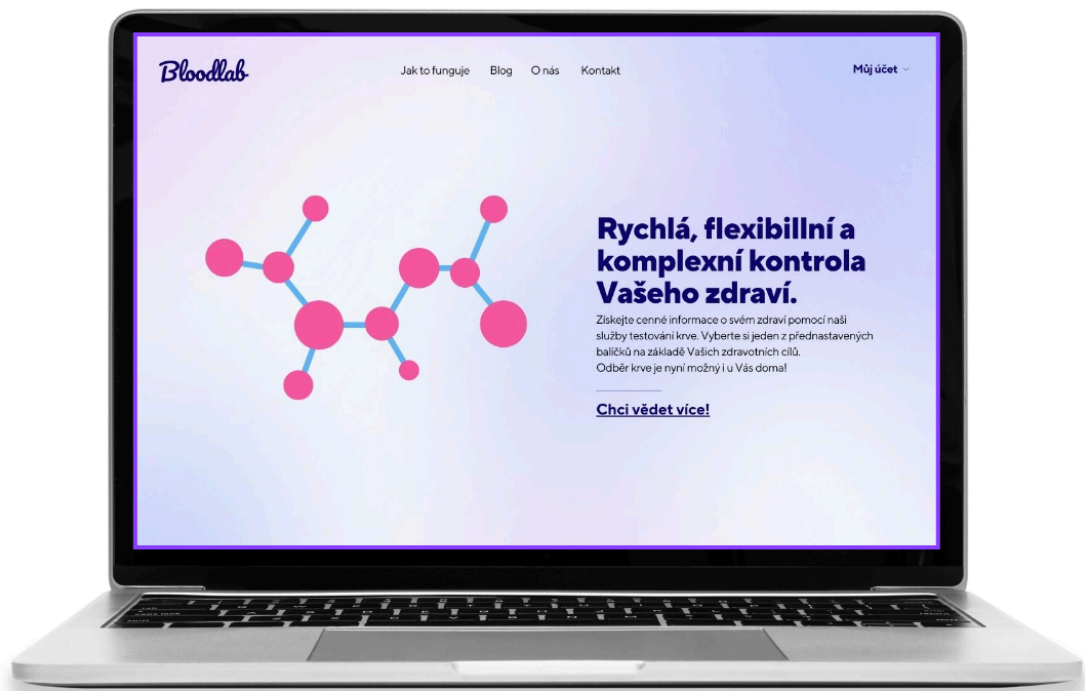 Bloodlab
Jak to funguje Blog O nás Kontakt
Můj účet
Rychlá, flexibillní a
komplexní kontrola
Vašeho zdraví.
Získejte cenné informace o svém zdraví pomocí naši
služby testování krve. Vyberte si jeden z přednastavených
balíčků na základě Vašich zdravotních cílů.
Odběr krve je nyní možný i u Vás doma!
Chci vědet více!